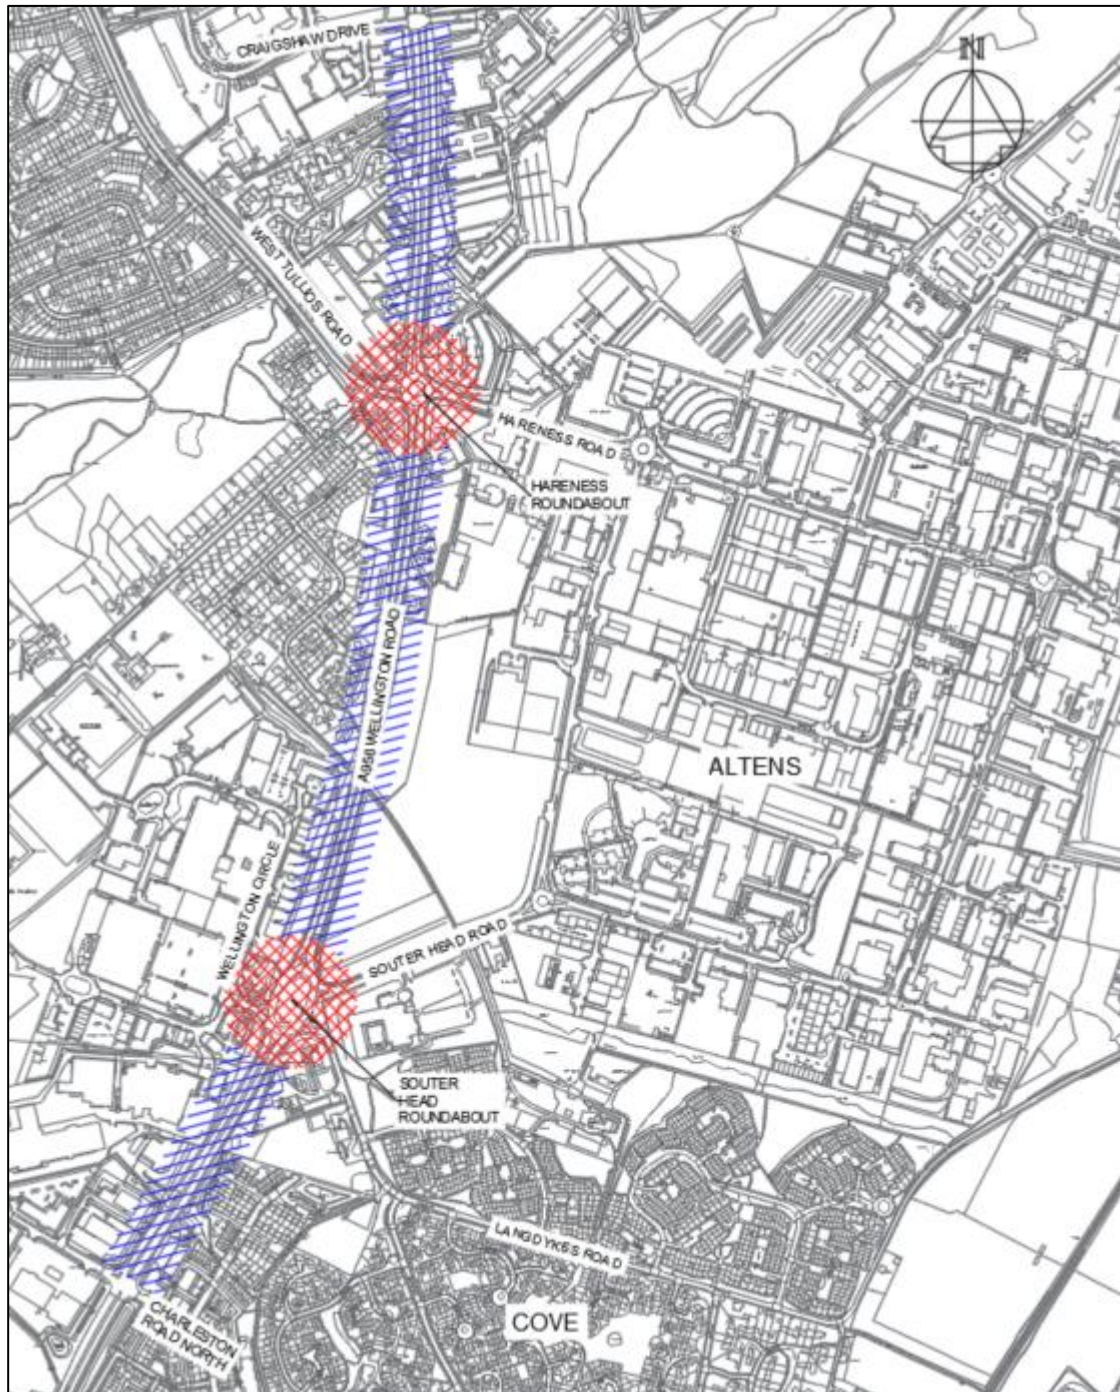 CRAIGSHAW DRIVE
N
WEST TULLOS ROAD
HARENESS ROAD
HARENESS
ROUNDABOUT
A956 WELLINGTON ROAD
ALTENS
WELLINGTON CIRCLE
SOUTER HEAD ROAD
SOUTER
HEAD
ROUNDABOUT
LANGDYKES ROAD
COVE
CHARLESTON
ROAD NORTH